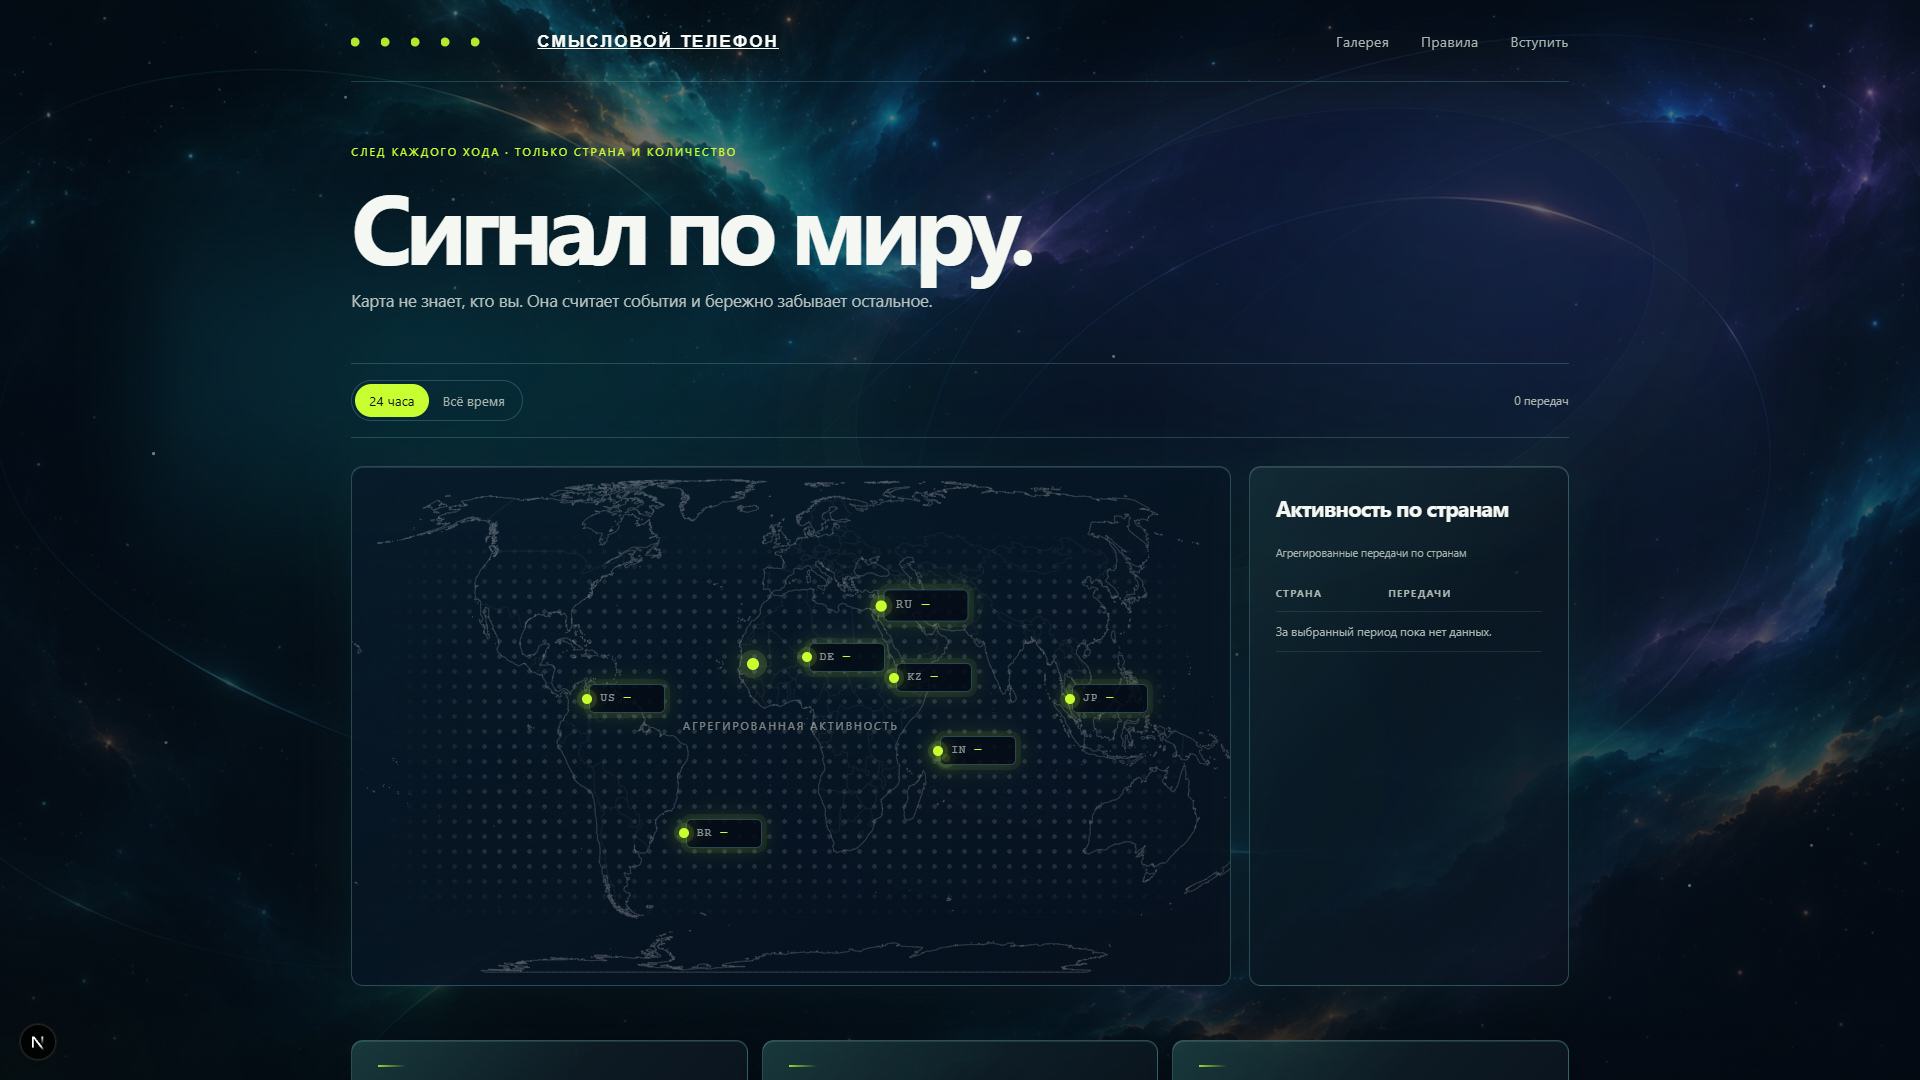 СМЫСЛОВОЙ ТЕЛЕФОН
Галерея
Правила
Вступить
СЛЕД КАЖДОГО ХОДА · ТОЛЬКО СТРАНА И КОЛИЧЕСТВО
Сигнал по миру.
Карта не знает, кто вы. Она считает события и бережно забывает остальное.
24 часа
Всё время
0 передач
RU —
DE —
KZ —
US —
JP —
АГРЕГИРОВАННАЯ АКТИВНОСТЬ
IN —
BR —
Активность по странам
Агрегированные передачи по странам
СТРАНА ПЕРЕДАЧИ
За выбранный период пока нет данных.
N